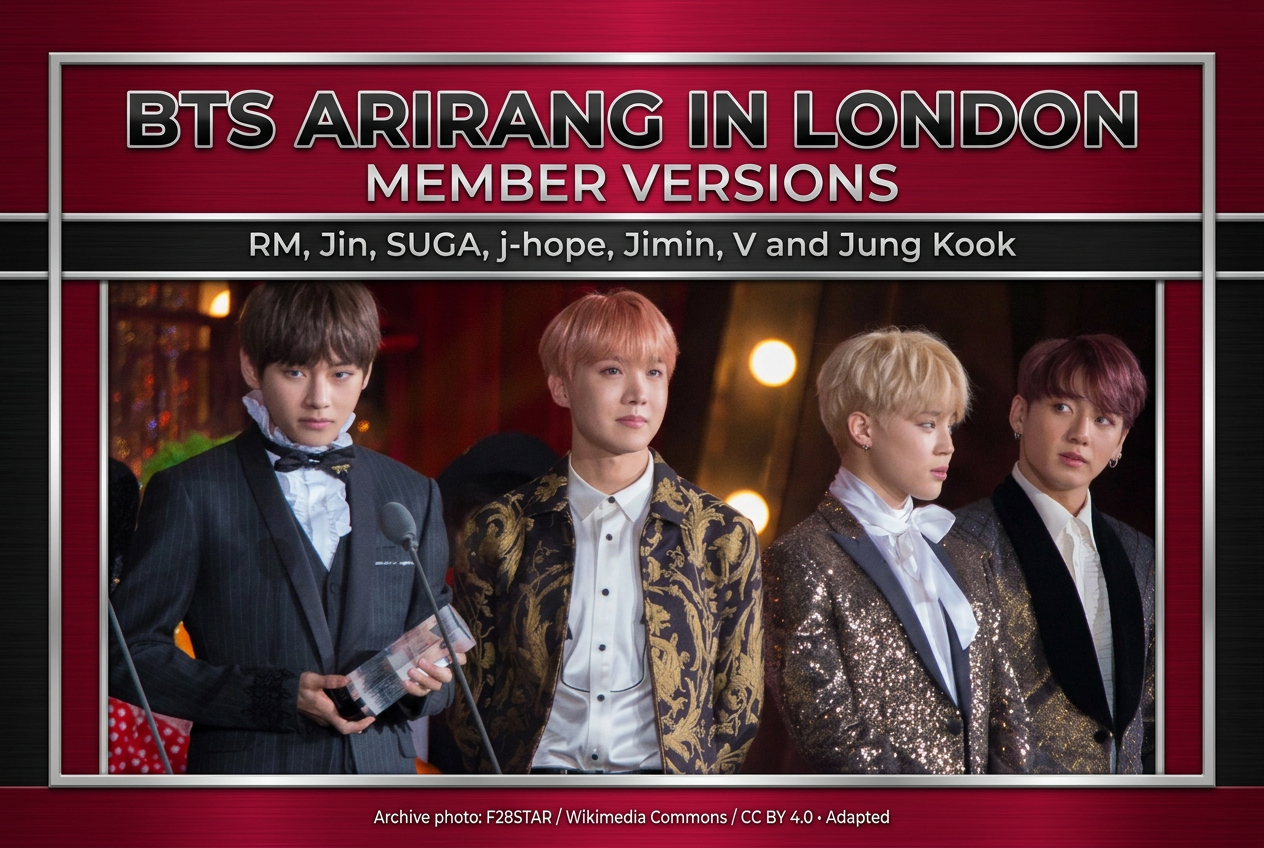 BTS ARIRANG IN LONDON
MEMBER VERSIONS
RM, Jin, SUGA, j-hope, Jimin, V and Jung Kook
Archive photo: F28STAR / Wikimedia Commons / CC BY 4.0 • Adapted